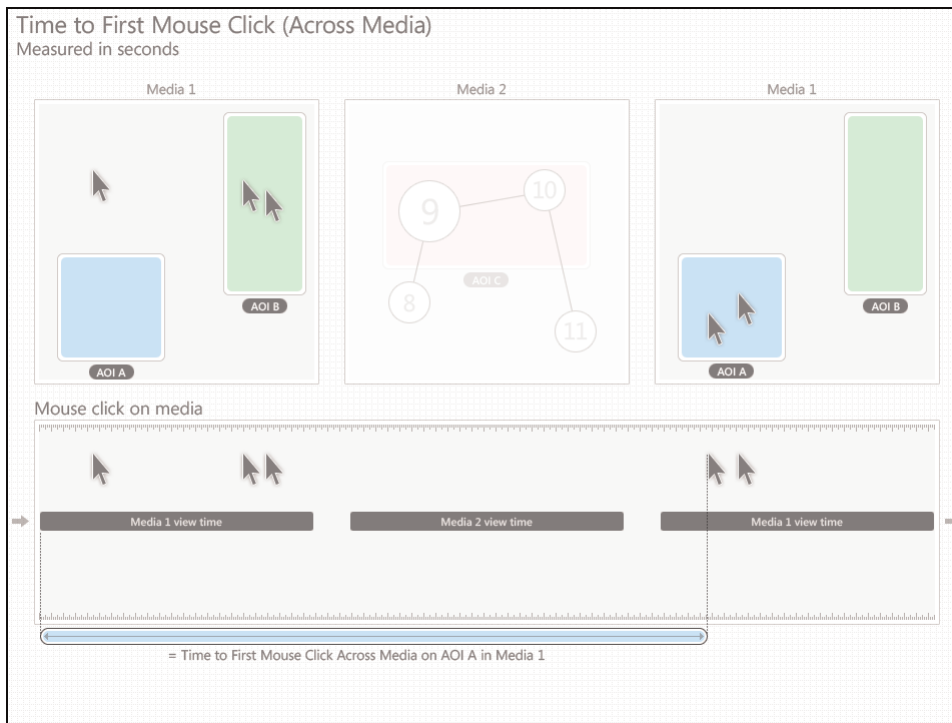 Time to First Mouse Click (Across Media)
Measured in seconds
Media 1
Media 2
Media 1
9
10
8
11
AOI C
AOI B
AOI A
AOI B
AOI A
Mouse click on media
Media 1 view time
Media 2 view time
Media 1 view time
= Time to First Mouse Click Across Media on AOI A in Media 1